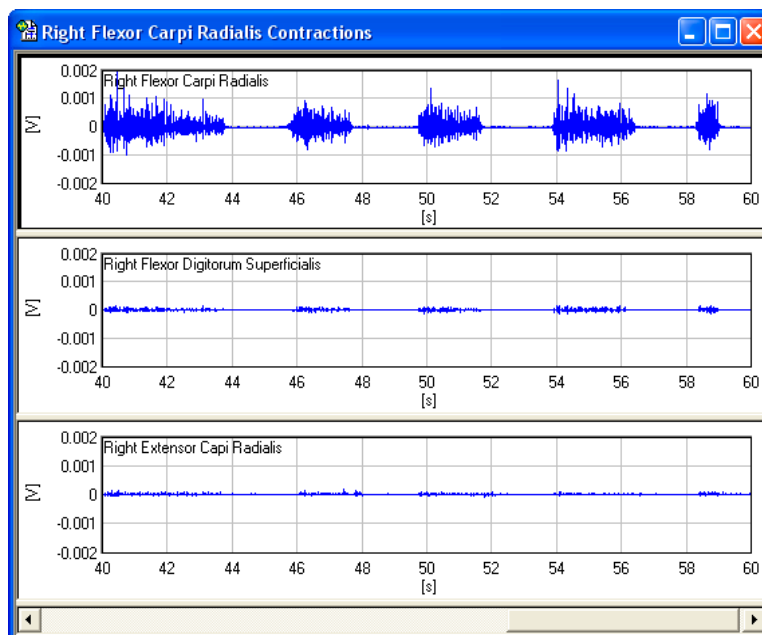 Right Flexor Carpi Radialis Contractions
Right Flexor Carpi Radialis
0.002
0.001
0
-0.001
-0.002
[V]
40 42 44 46 48 50 52 54 56 58 60
[s]
Right Flexor Digitorum Superficialis
0.002
0.001
0
-0.001
-0.002
[V]
40 42 44 46 48 50 52 54 56 58 60
[s]
Right Extensor Capi Radialis
0.002
0.001
0
-0.001
-0.002
[V]
40 42 44 46 48 50 52 54 56 58 60
[s]